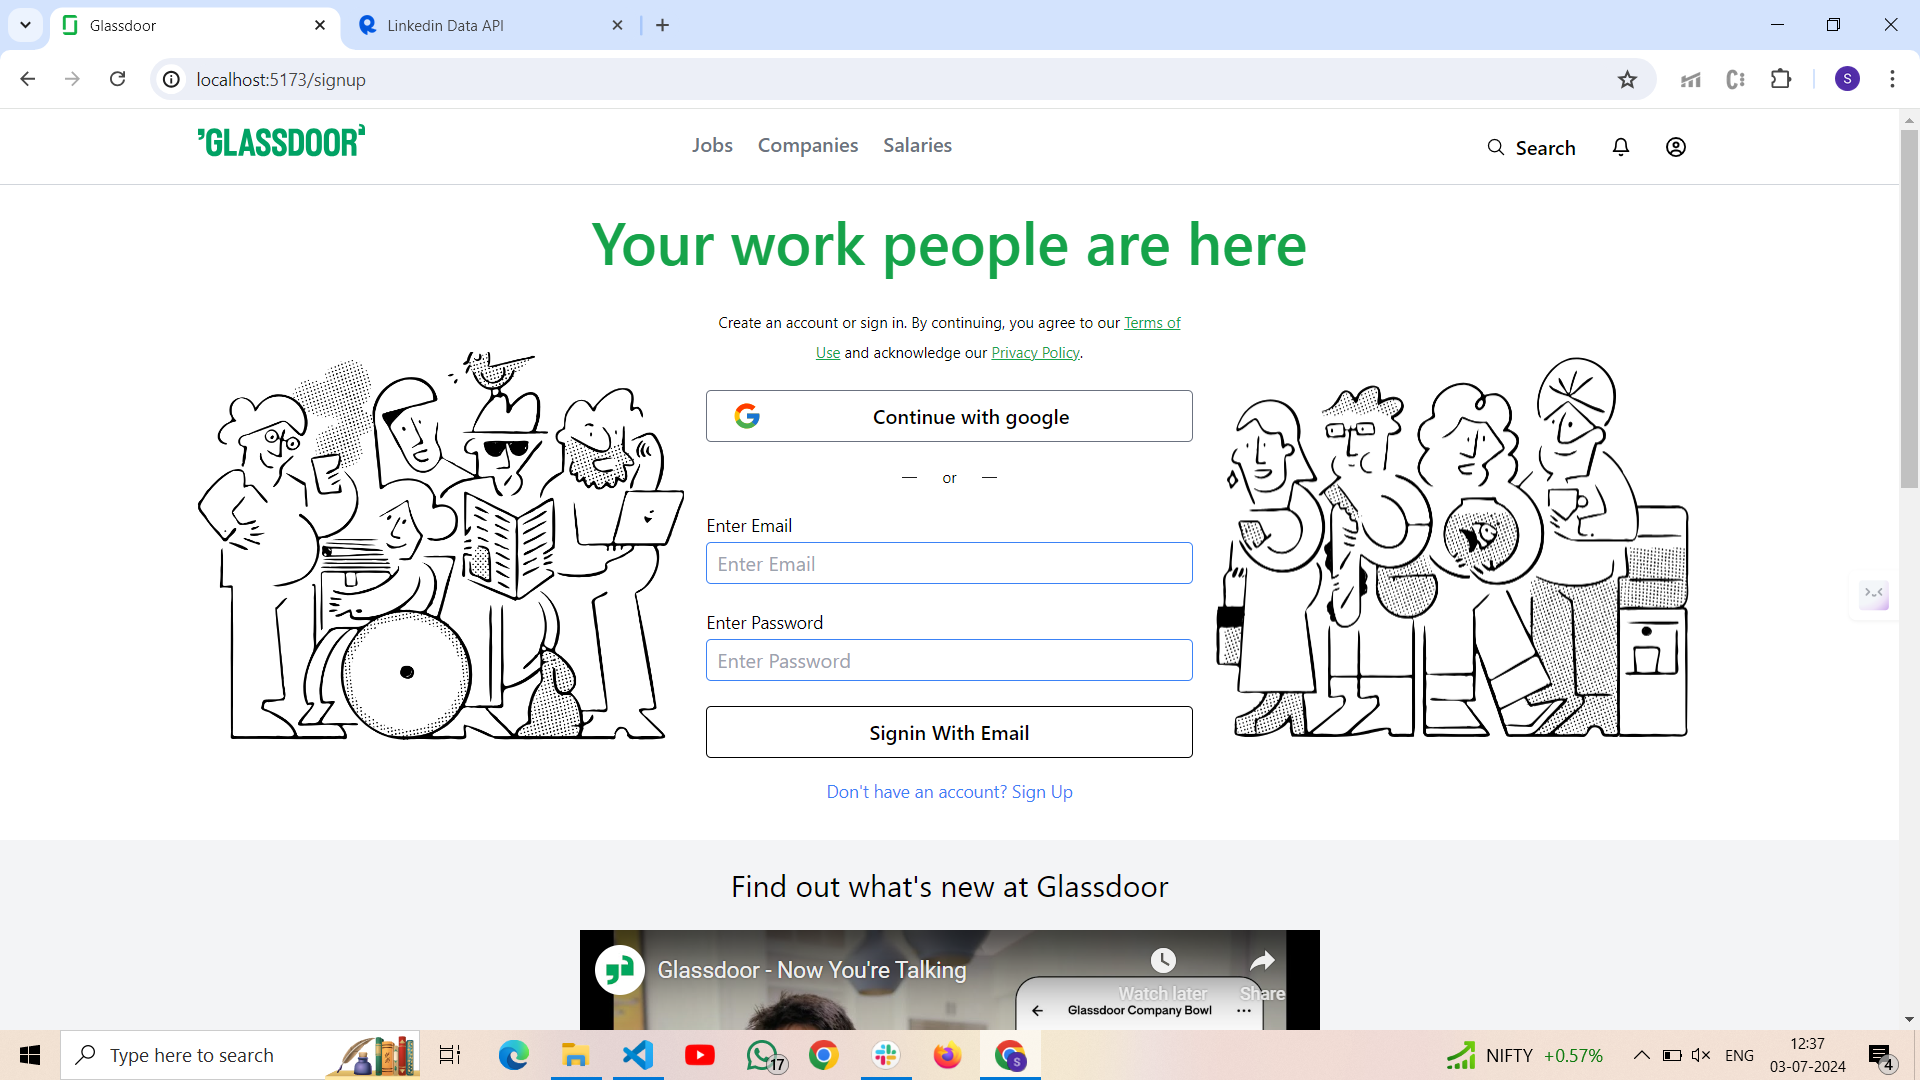 Glassdoor
Linkedin Data API
localhost:5173/signup
S
GLASSDOOR
Jobs
Companies
Salaries
Search
Your work people are here
Create an account or sign in. By continuing, you agree to our Terms of
Use and acknowledge our Privacy Policy.
Continue with google
or
Enter Email
Enter Email
Enter Password
Enter Password
Signin With Email
Don't have an account? Sign Up
Find out what's new at Glassdoor
Glassdoor - Now You're Talking
Watch later
Share
Glassdoor Company Bowl
Type here to search
17
S
NIFTY +0.57%
ENG
12:37
03-07-2024
4